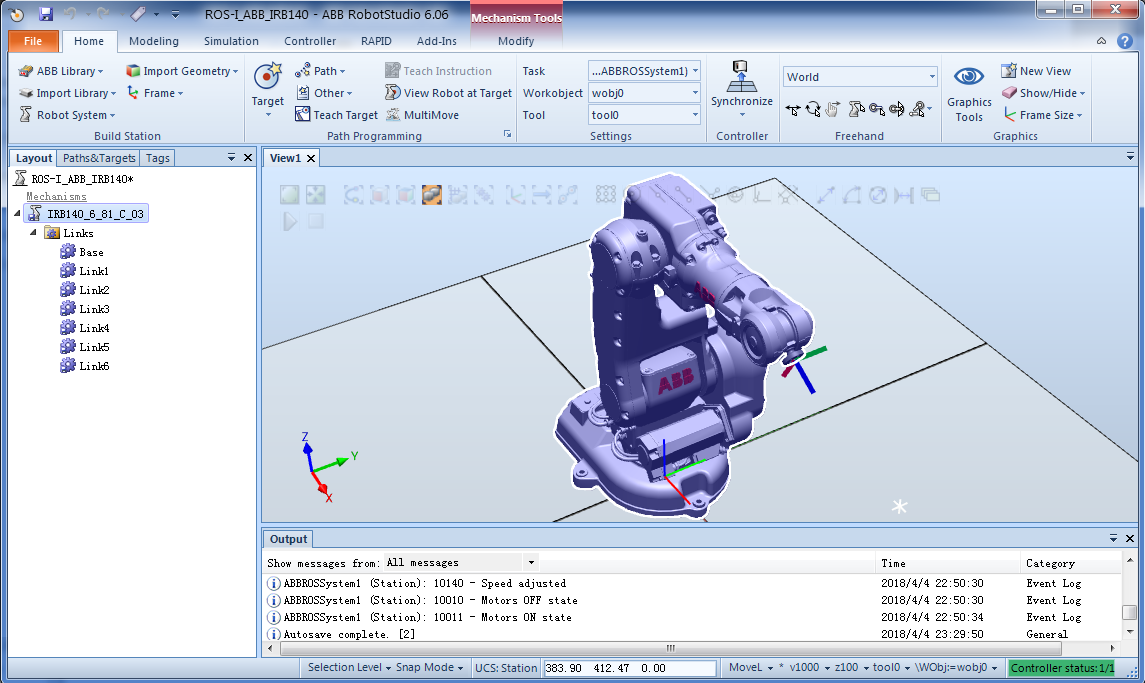 ROS-I_ABB_IRB140 - ABB RobotStudio 6.06
Mechanism Tools
File Home Modeling Simulation Controller RAPID Add-Ins Modify
ABB Library Import Geometry Path Teach Instruction Task ...ABBROSSystem1) World New View
Import Library Frame Target Other View Robot at Target Workobject wobj0 Synchronize Graphics Tools Show/Hide
Robot System Teach Target MultiMove Tool tool0 Frame Size
Build Station Path Programming Settings Controller Freehand Graphics
Layout Paths&Targets Tags View1
ROS-I_ABB_IRB140*
Mechanisms
IRB140_6_81_C_03
Links
Base
Link1
Link2
Link3
Link4
Link5
Link6
ABB
ABB
Z
Y
X
Output
Show messages from: All messages Time Category
ABBROSSystem1 (Station): 10140 - Speed adjusted 2018/4/4 22:50:30 Event Log
ABBROSSystem1 (Station): 10010 - Motors OFF state 2018/4/4 22:50:30 Event Log
ABBROSSystem1 (Station): 10011 - Motors ON state 2018/4/4 22:50:34 Event Log
Autosave complete. [2] 2018/4/4 23:29:50 General
Selection Level Snap Mode UCS: Station 383.90 412.47 0.00 MoveL * v1000 z100 tool0 \WObj:=wobj0 Controller status: 1/1